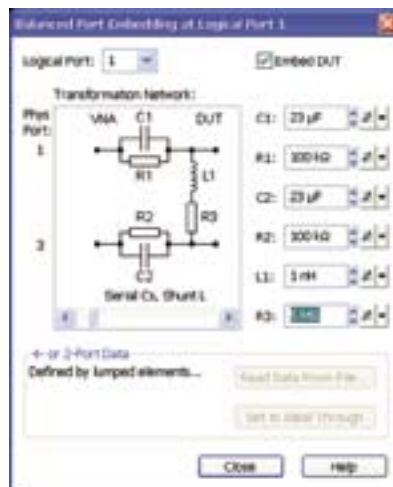 Balanced Port Embedding at Logical Port 1
Logical Port: 1
Embed DUT
Transformation Network:
Phys Port:
VNA C1 DUT
1
R1
L1
R2
R3
C2
Serial Cs, Shunt L
C1: 23 µF
R1: 100 kΩ
C2: 23 µF
R2: 100 kΩ
L1: 1 nH
R3:
4- or 2-Port Data
Defined by lumped elements...
Read Data From File...
Set to Ideal Through
Close
Help